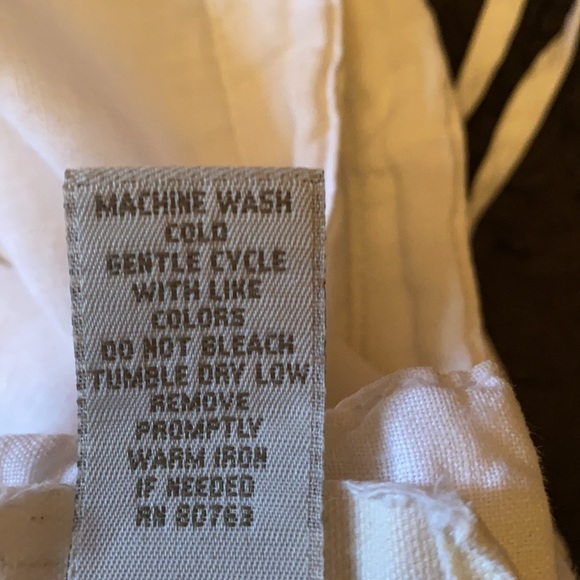 MACHINE WASH
COLD
GENTLE CYCLE
WITH LIKE
COLORS
DO NOT BLEACH
TUMBLE DRY LOW
REMOVE
PROMPTLY
WARM IRON
IF NEEDED
RN 80763